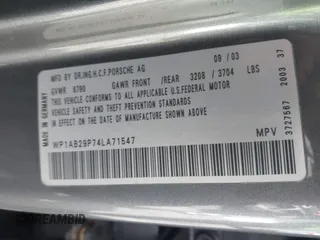 MFD BY DR.ING.H.C.F.PORSCHE AG 09/03
GVWR 6790 GAWR FRONT /REAR 3208 / 3704 LBS
THIS VEHICLE CONFORMS TO ALL APPLICABLE U.S.FEDERAL MOTOR
VEHICLE SAFETY AND THEFT PREVENTION STANDARDS
IN EFFECT ON THE DATE OF MANUFACTURE SHOWN ABOVE
WP1AB29P74LA71547 MPV
3727567 2003 37
MADE IN GERMANY
GREAMBID